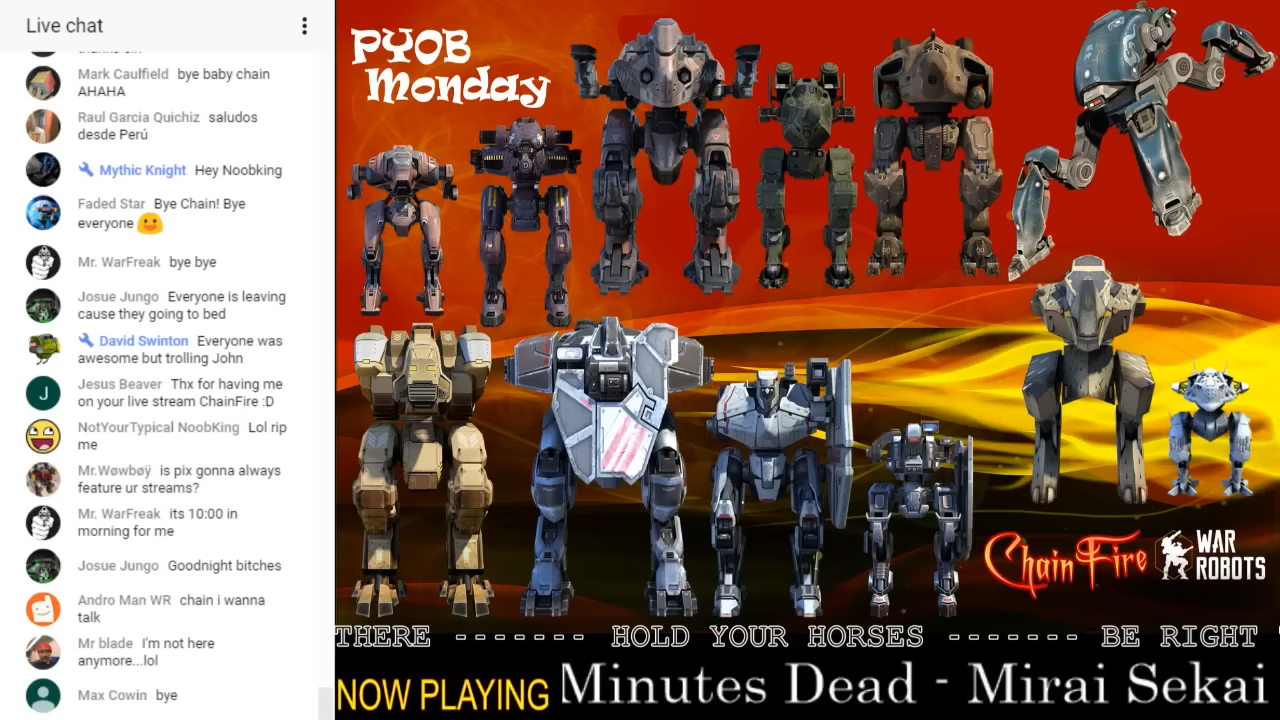 Live chat
thanks sir
Mark Caulfield bye baby chain
AHAHA
Raul Garcia Quichiz saludos
desde Perú
Mythic Knight Hey Noobking
Faded Star Bye Chain! Bye
everyone
Mr. WarFreak bye bye
Josue Jungo Everyone is leaving
cause they going to bed
David Swinton Everyone was
awesome but trolling John
J
Jesus Beaver Thx for having me
on your live stream ChainFire :D
NotYourTypical NoobKing Lol rip
me
Mr.Wøwbøÿ is pix gonna always
feature ur streams?
Mr. WarFreak its 10:00 in
morning for me
Josue Jungo Goodnight bitches
Andro Man WR chain i wanna
talk
Mr blade I'm not here
anymore...lol
Max Cowin bye
PYOB
Monday
ChainFire
WAR
ROBOTS
THERE ------- HOLD YOUR HORSES ------- BE RIGHT
NOW PLAYING Minutes Dead - Mirai Sekai